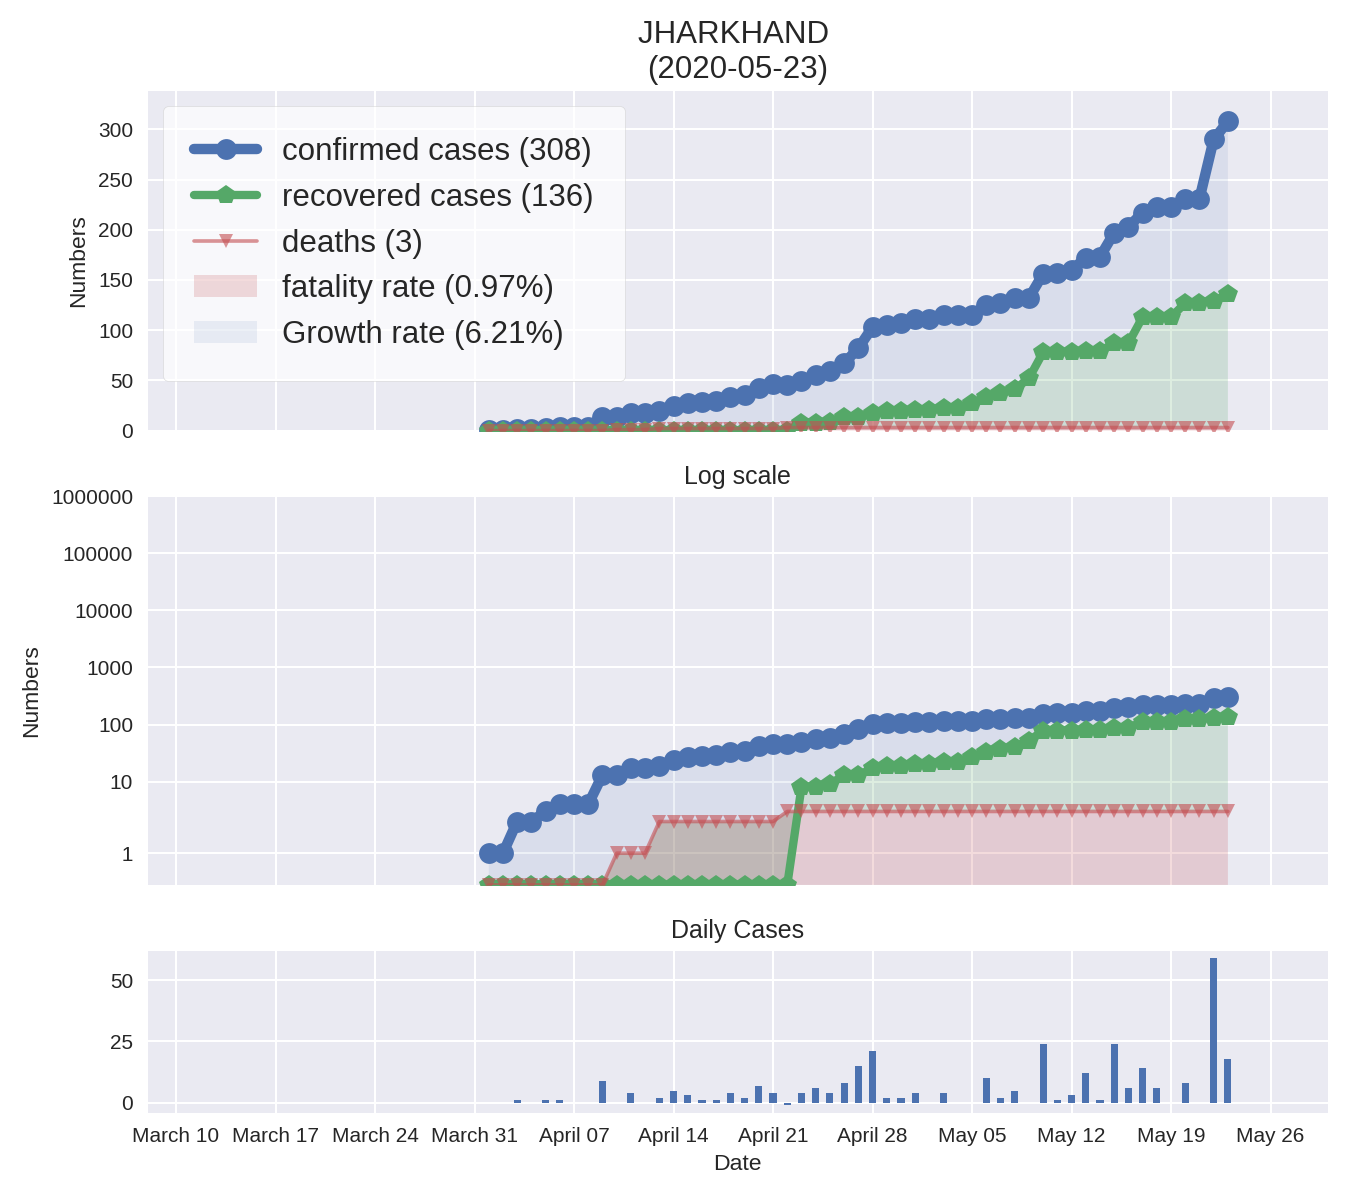 JHARKHAND
(2020-05-23)
confirmed cases (308)
recovered cases (136)
deaths (3)
fatality rate (0.97%)
Growth rate (6.21%)
300
250
200
150
100
50
0
Numbers
Log scale
1000000
100000
10000
1000
100
10
1
Numbers
Daily Cases
50
25
0
March 10 March 17 March 24 March 31 April 07 April 14 April 21 April 28 May 05 May 12 May 19 May 26
Date